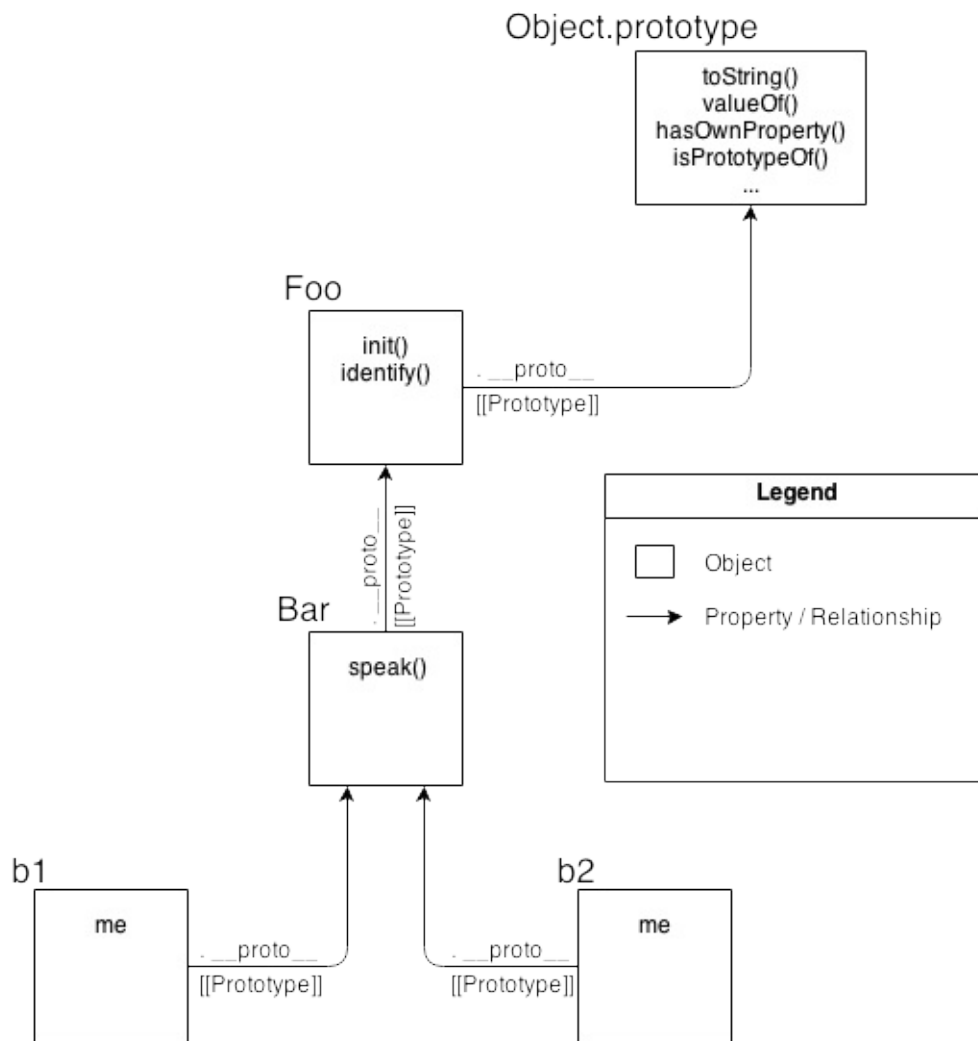 Object.prototype
toString()
valueOf()
hasOwnProperty()
isPrototypeOf()
...
Foo
init()
identify()
. __proto__
[[Prototype]]
. __proto__
[[Prototype]]
Legend
Object
Property / Relationship
Bar
speak()
b1
me
. __proto__
[[Prototype]]
b2
me
. __proto__
[[Prototype]]